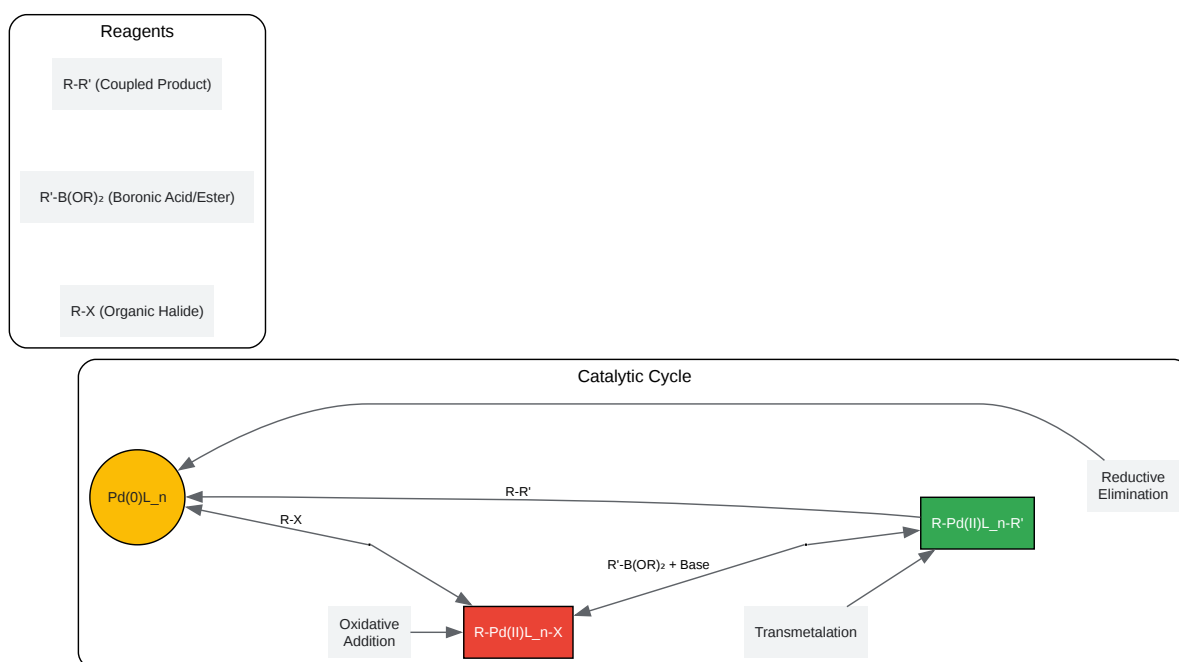 Reagents
R-R' (Coupled Product)
R'-B(OR)₂ (Boronic Acid/Ester)
R-X (Organic Halide)
Catalytic Cycle
Pd(0)L_n
R-R'
R-X
Reductive
Elimination
R-Pd(II)L_n-R'
R'-B(OR)₂ + Base
Oxidative
Addition
R-Pd(II)L_n-X
Transmetalation